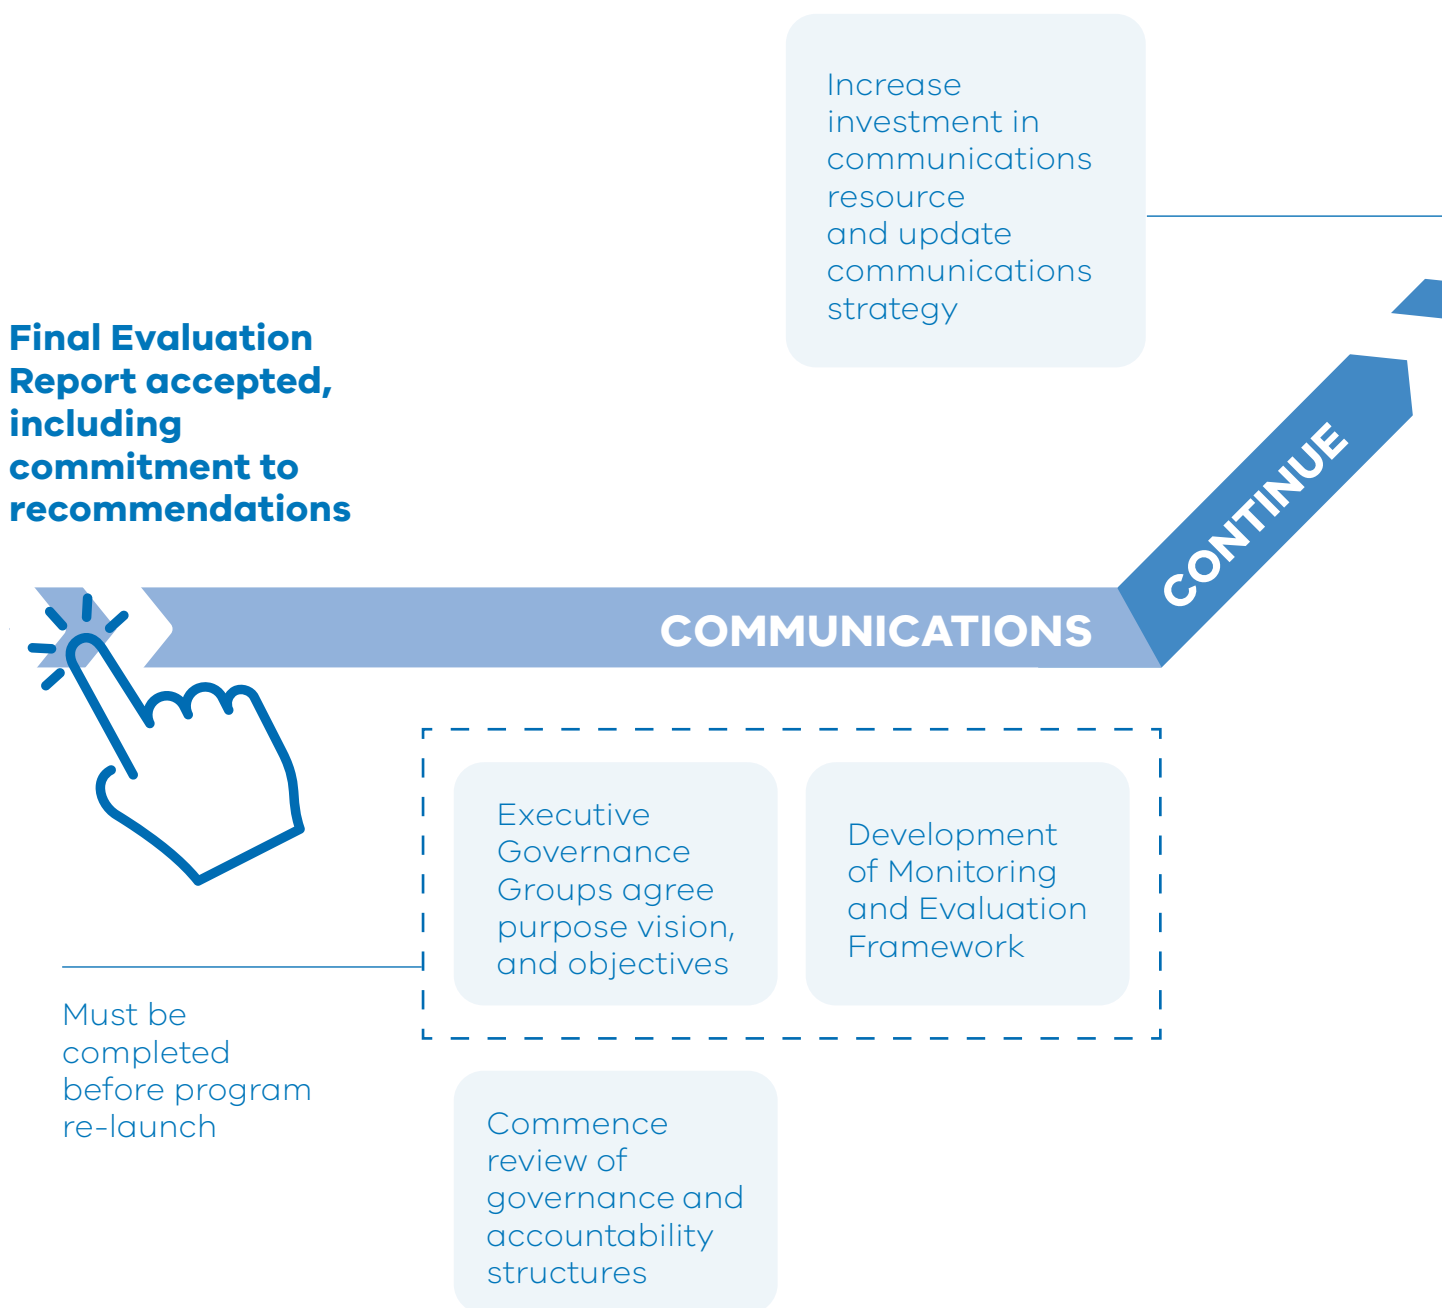 Increase
investment in
communications
resource
and update
communications
strategy
Final Evaluation
Report accepted,
including
commitment to
recommendations
CONTINUE
COMMUNICATIONS
Executive
Governance
Groups agree
purpose vision,
and objectives
Development
of Monitoring
and Evaluation
Framework
Must be
completed
before program
re-launch
Commence
review of
governance and
accountability
structures